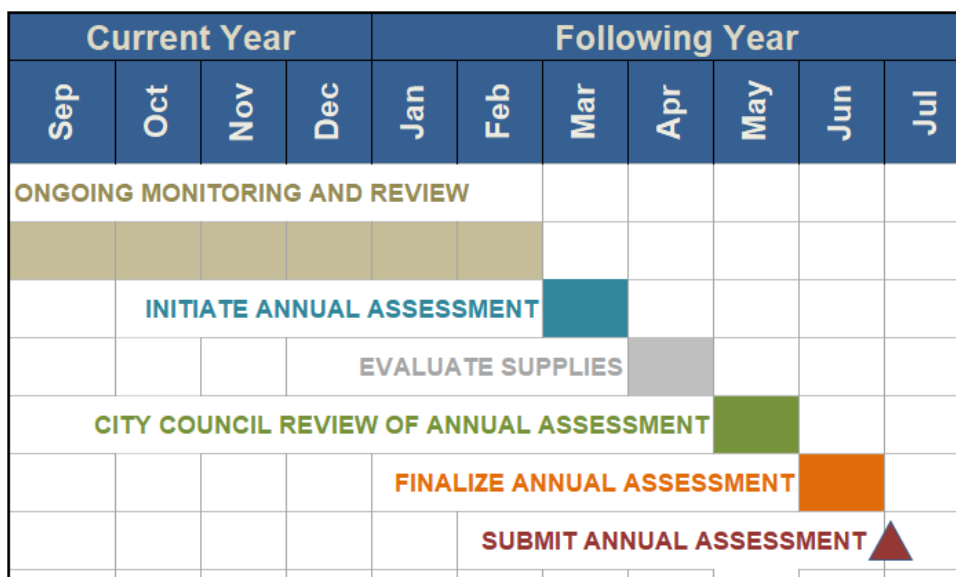 Current Year Following Year
Sep Oct Nov Dec Jan Feb Mar Apr May Jun Jul
ONGOING MONITORING AND REVIEW
INITIATE ANNUAL ASSESSMENT
EVALUATE SUPPLIES
CITY COUNCIL REVIEW OF ANNUAL ASSESSMENT
FINALIZE ANNUAL ASSESSMENT
SUBMIT ANNUAL ASSESSMENT